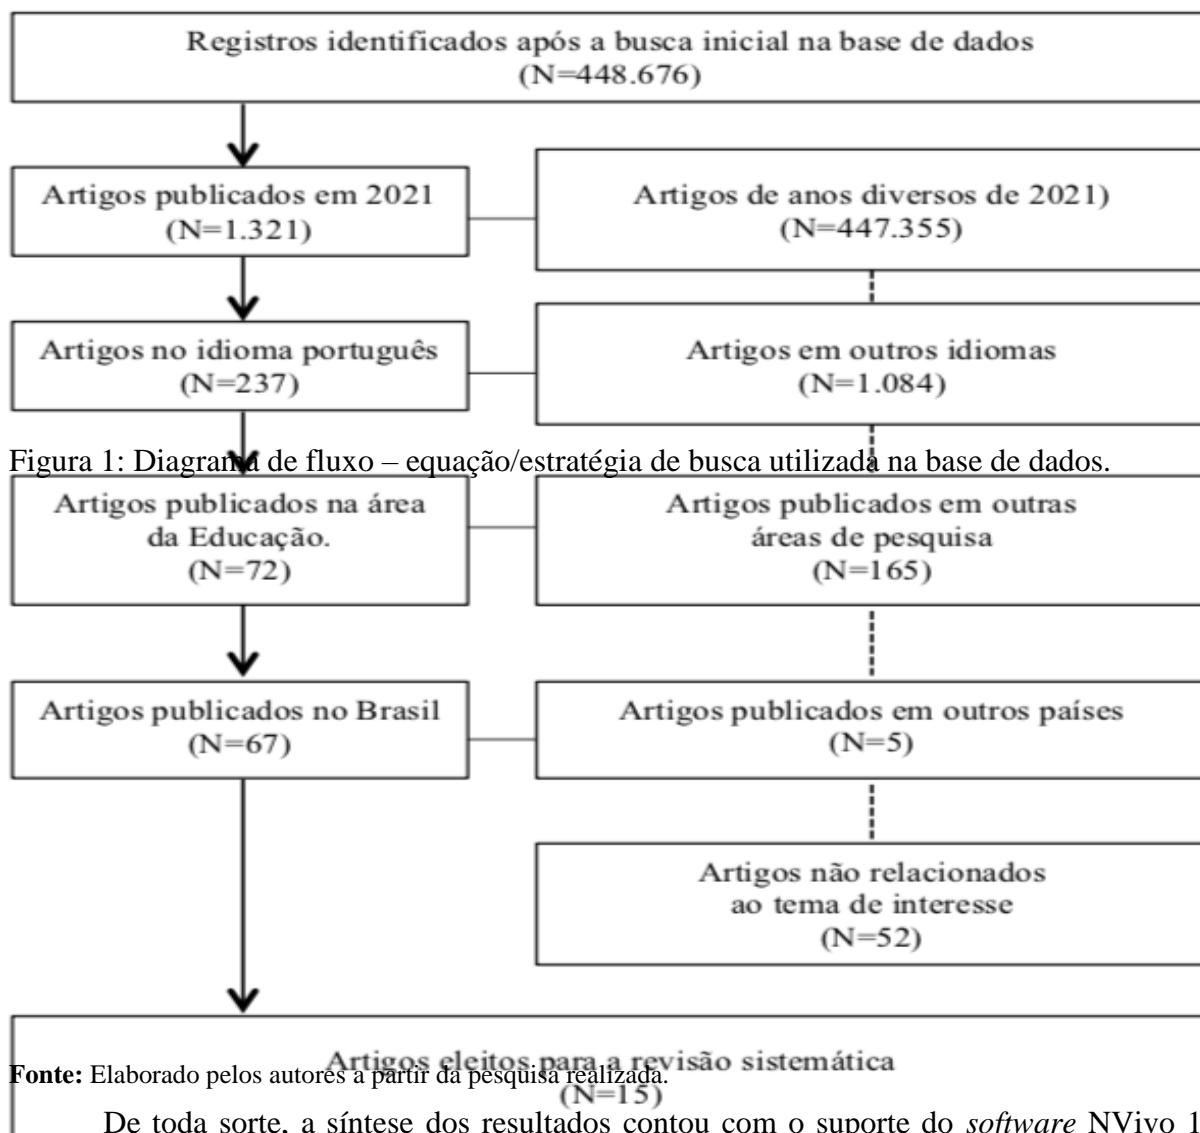 Registros identificados após a busca inicial na base de dados
(N=448.676)
Artigos publicados em 2021
(N=1.321)
Artigos de anos diversos de 2021)
(N=447.355)
Artigos no idioma português
(N=237)
Artigos em outros idiomas
(N=1.084)
Figura 1: Diagrama de fluxo – equação/estratégia de busca utilizada na base de dados.
Artigos publicados na área
da Educação.
(N=72)
Artigos publicados em outras
áreas de pesquisa
(N=165)
Artigos publicados no Brasil
(N=67)
Artigos publicados em outros países
(N=5)
Artigos não relacionados
ao tema de interesse
(N=52)
Artigos eleitos para a revisão sistemática
(N=15)
Fonte: Elaborado pelos autores a partir da pesquisa realizada.
De toda sorte, a síntese dos resultados contou com o suporte do software NVivo 1